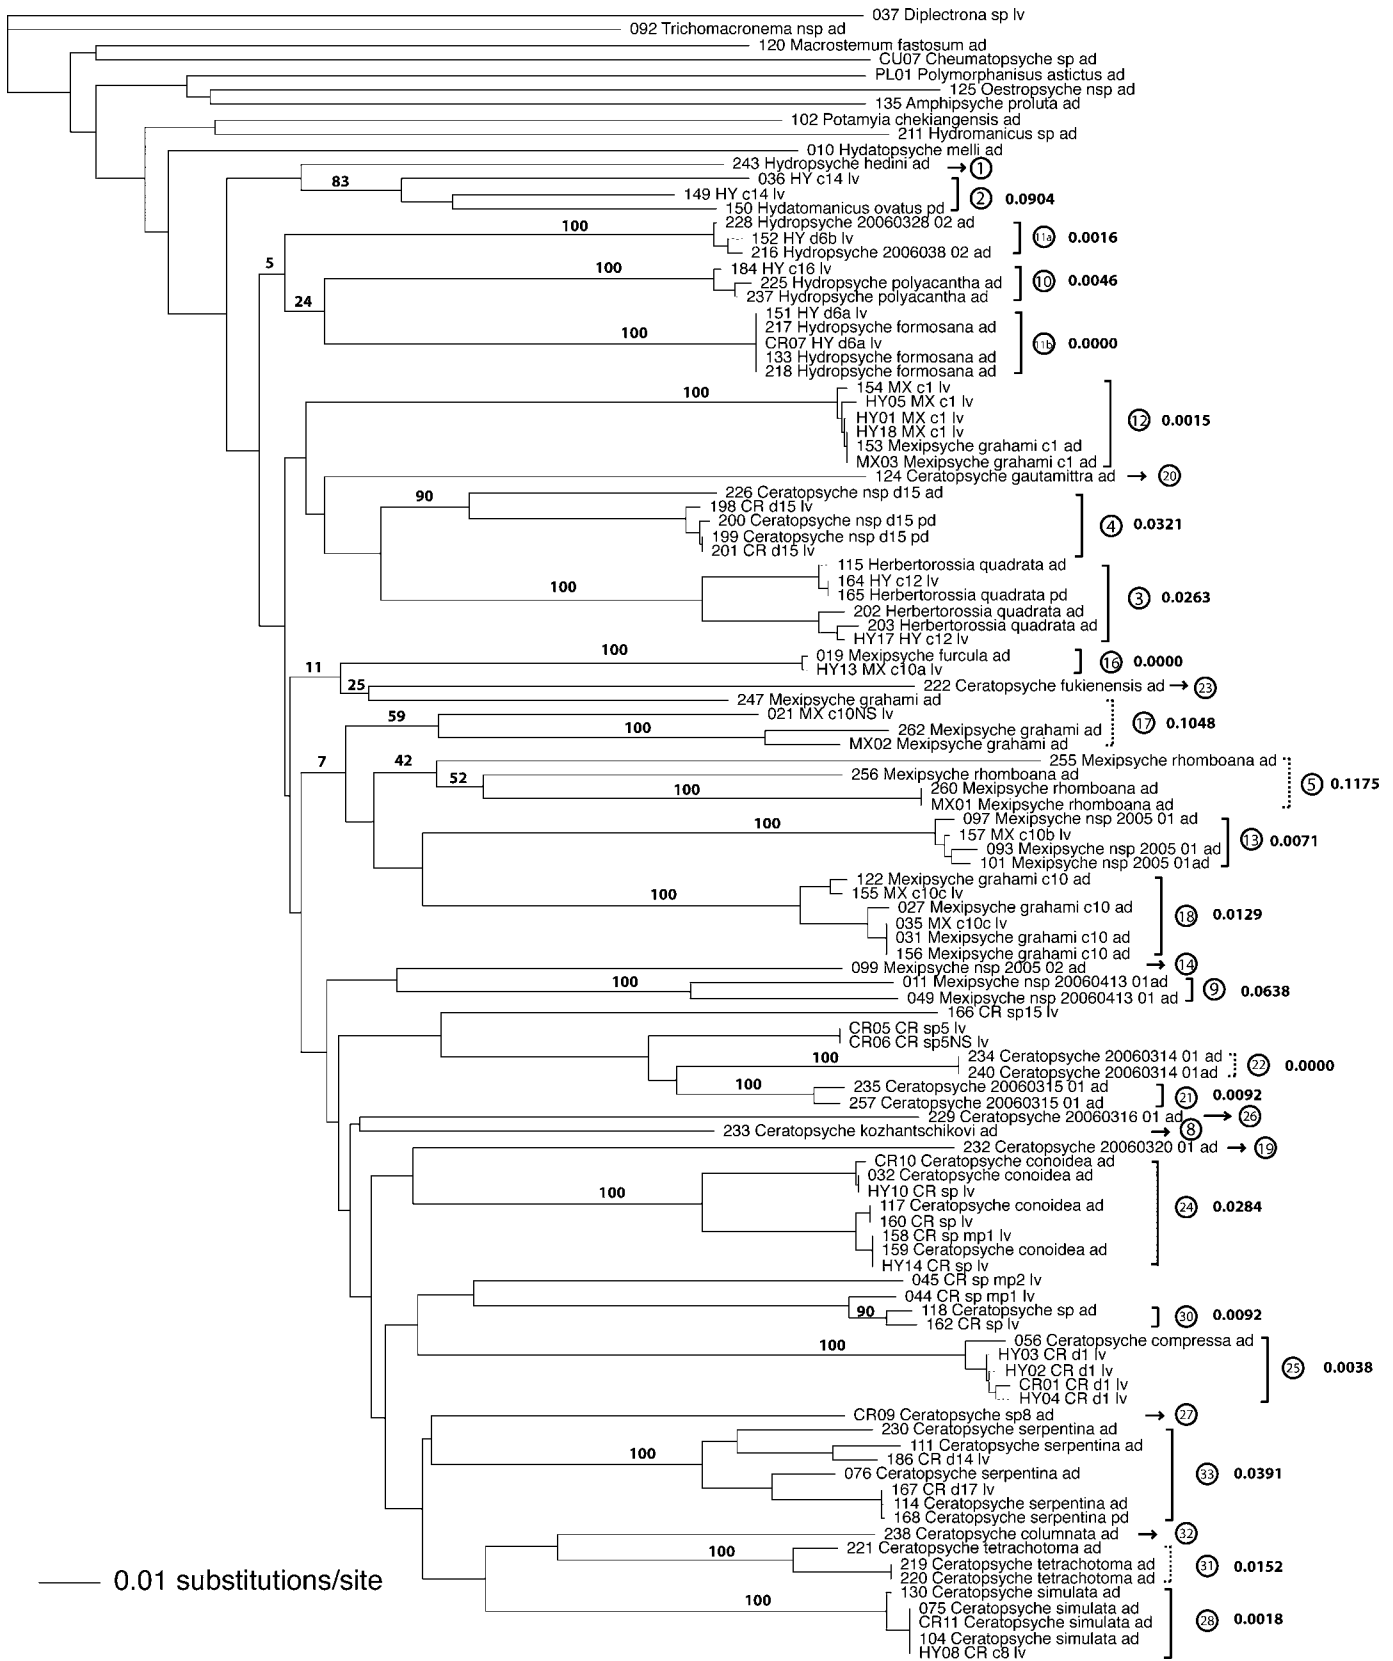 037 Diplectrona sp lv
092 Trichomacronema nsp ad
120 Macrostemum fastosum ad
CU07 Cheumatopsyche sp ad
PL01 Polymorphanisus astictus ad
125 Oestropsyche nsp ad
135 Amphipsyche proluta ad
102 Potamyia chekiangensis ad
211 Hydromanicus sp ad
010 Hydatopsyche melli ad
243 Hydropsyche hedini ad → 1
83
036 HY c14 lv
149 HY c14 lv
2 0.0904
150 Hydatomanicus ovatus pd
228 Hydropsyche 20060328 02 ad
100
152 HY d6b lv
11a 0.0016
216 Hydropsyche 2006038 02 ad
5
184 HY c16 lv
100
225 Hydropsyche polyacantha ad
10 0.0046
237 Hydropsyche polyacantha ad
24
151 HY d6a lv
217 Hydropsyche formosana ad
100
CR07 HY d6a lv
11b 0.0000
133 Hydropsyche formosana ad
218 Hydropsyche formosana ad
154 MX c1 lv
100
HY05 MX c1 lv
HY01 MX c1 lv
12 0.0015
HY18 MX c1 lv
153 Mexipsyche grahami c1 ad
MX03 Mexipsyche grahami c1 ad
124 Ceratopsyche gautamittra ad → 20
90
226 Ceratopsyche nsp d15 ad
198 CR d15 lv
200 Ceratopsyche nsp d15 pd
4 0.0321
199 Ceratopsyche nsp d15 pd
201 CR d15 lv
115 Herbertorossia quadrata ad
100
164 HY c12 lv
165 Herbertorossia quadrata pd
3 0.0263
202 Herbertorossia quadrata ad
203 Herbertorossia quadrata ad
HY17 HY c12 lv
100
019 Mexipsyche furcula ad
16 0.0000
HY13 MX c10a lv
11
25
222 Ceratopsyche fukienensis ad → 23
247 Mexipsyche grahami ad
59
021 MX c10NS lv
17 0.1048
100
262 Mexipsyche grahami ad
MX02 Mexipsyche grahami ad
7
42
255 Mexipsyche rhomboana ad
52
256 Mexipsyche rhomboana ad
5 0.1175
100
260 Mexipsyche rhomboana ad
MX01 Mexipsyche rhomboana ad
100
097 Mexipsyche nsp 2005 01 ad
157 MX c10b lv
13 0.0071
093 Mexipsyche nsp 2005 01 ad
101 Mexipsyche nsp 2005 01ad
122 Mexipsyche grahami c10 ad
100
155 MX c10c lv
027 Mexipsyche grahami c10 ad
18 0.0129
035 MX c10c lv
031 Mexipsyche grahami c10 ad
156 Mexipsyche grahami c10 ad
099 Mexipsyche nsp 2005 02 ad → 14
100
011 Mexipsyche nsp 20060413 01ad
9 0.0638
049 Mexipsyche nsp 20060413 01 ad
166 CR sp15 lv
CR05 CR sp5 lv
CR06 CR sp5NS lv
100
234 Ceratopsyche 20060314 01 ad
22 0.0000
240 Ceratopsyche 20060314 01ad
100
235 Ceratopsyche 20060315 01 ad
21 0.0092
257 Ceratopsyche 20060315 01 ad
229 Ceratopsyche 20060316 01 ad → 26
233 Ceratopsyche kozhantschikovi ad → 8
232 Ceratopsyche 20060320 01 ad → 19
CR10 Ceratopsyche conoidea ad
032 Ceratopsyche conoidea ad
100
HY10 CR sp lv
117 Ceratopsyche conoidea ad
24 0.0284
160 CR sp lv
158 CR sp mp1 lv
159 Ceratopsyche conoidea ad
HY14 CR sp lv
045 CR sp mp2 lv
044 CR sp mp1 lv
90
118 Ceratopsyche sp ad
30 0.0092
162 CR sp lv
100
056 Ceratopsyche compressa ad
HY03 CR d1 lv
HY02 CR d1 lv
25 0.0038
CR01 CR d1 lv
HY04 CR d1 lv
CR09 Ceratopsyche sp8 ad → 27
230 Ceratopsyche serpentina ad
100
111 Ceratopsyche serpentina ad
186 CR d14 lv
076 Ceratopsyche serpentina ad
33 0.0391
167 CR d17 lv
114 Ceratopsyche serpentina ad
168 Ceratopsyche serpentina pd
238 Ceratopsyche columnata ad → 32
100
221 Ceratopsyche tetrachotoma ad
219 Ceratopsyche tetrachotoma ad
31 0.0152
220 Ceratopsyche tetrachotoma ad
0.01 substitutions/site
100
130 Ceratopsyche simulata ad
075 Ceratopsyche simulata ad
CR11 Ceratopsyche simulata ad
28 0.0018
104 Ceratopsyche simulata ad
HY08 CR c8 lv